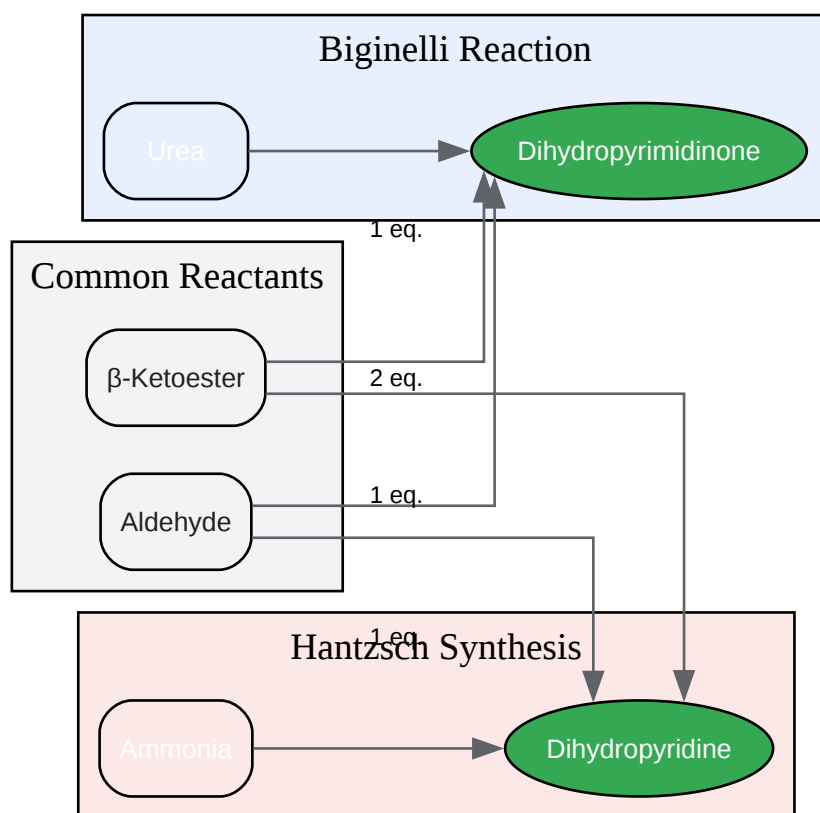 Biginelli Reaction
Urea
Dihydropyrimidinone
1 eq.
Common Reactants
β-Ketoester
2 eq.
1 eq.
Aldehyde
1 eq.
Hantzsch Synthesis
Ammonia
Dihydropyridine